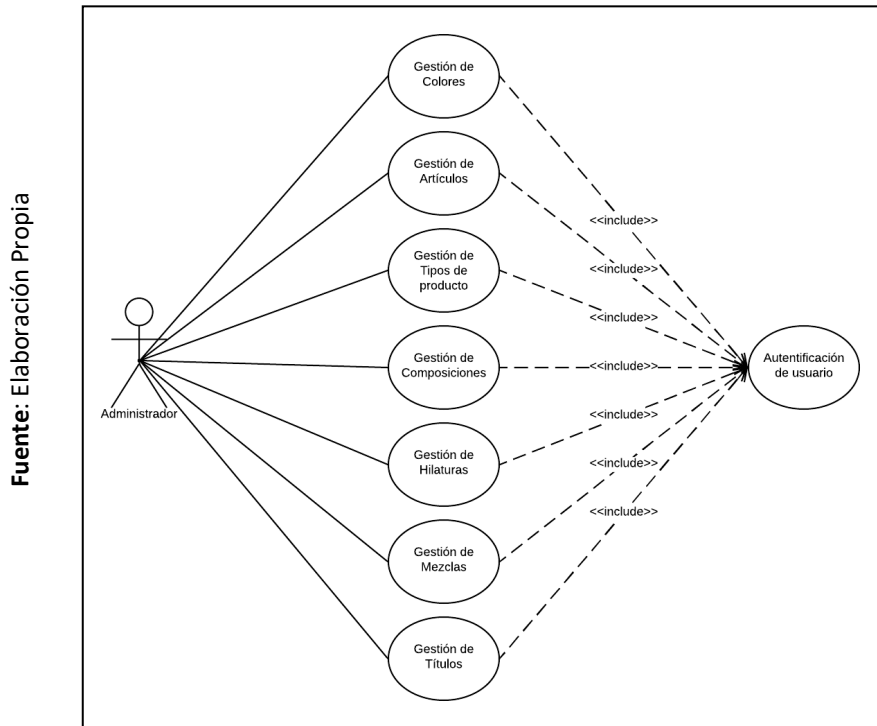 Fuente: Elaboración Propia
Gestión de
Colores
Gestión de
Artículos
Gestión de
Tipos de
producto
Gestión de
Composiciones
Gestión de
Hilaturas
Gestión de
Mezclas
Gestión de
Títulos
Administrador
<<include>>
<<include>>
<<include>>
<<include>>
<<include>>
<<include>>
<<include>>
Autentificación
de usuario